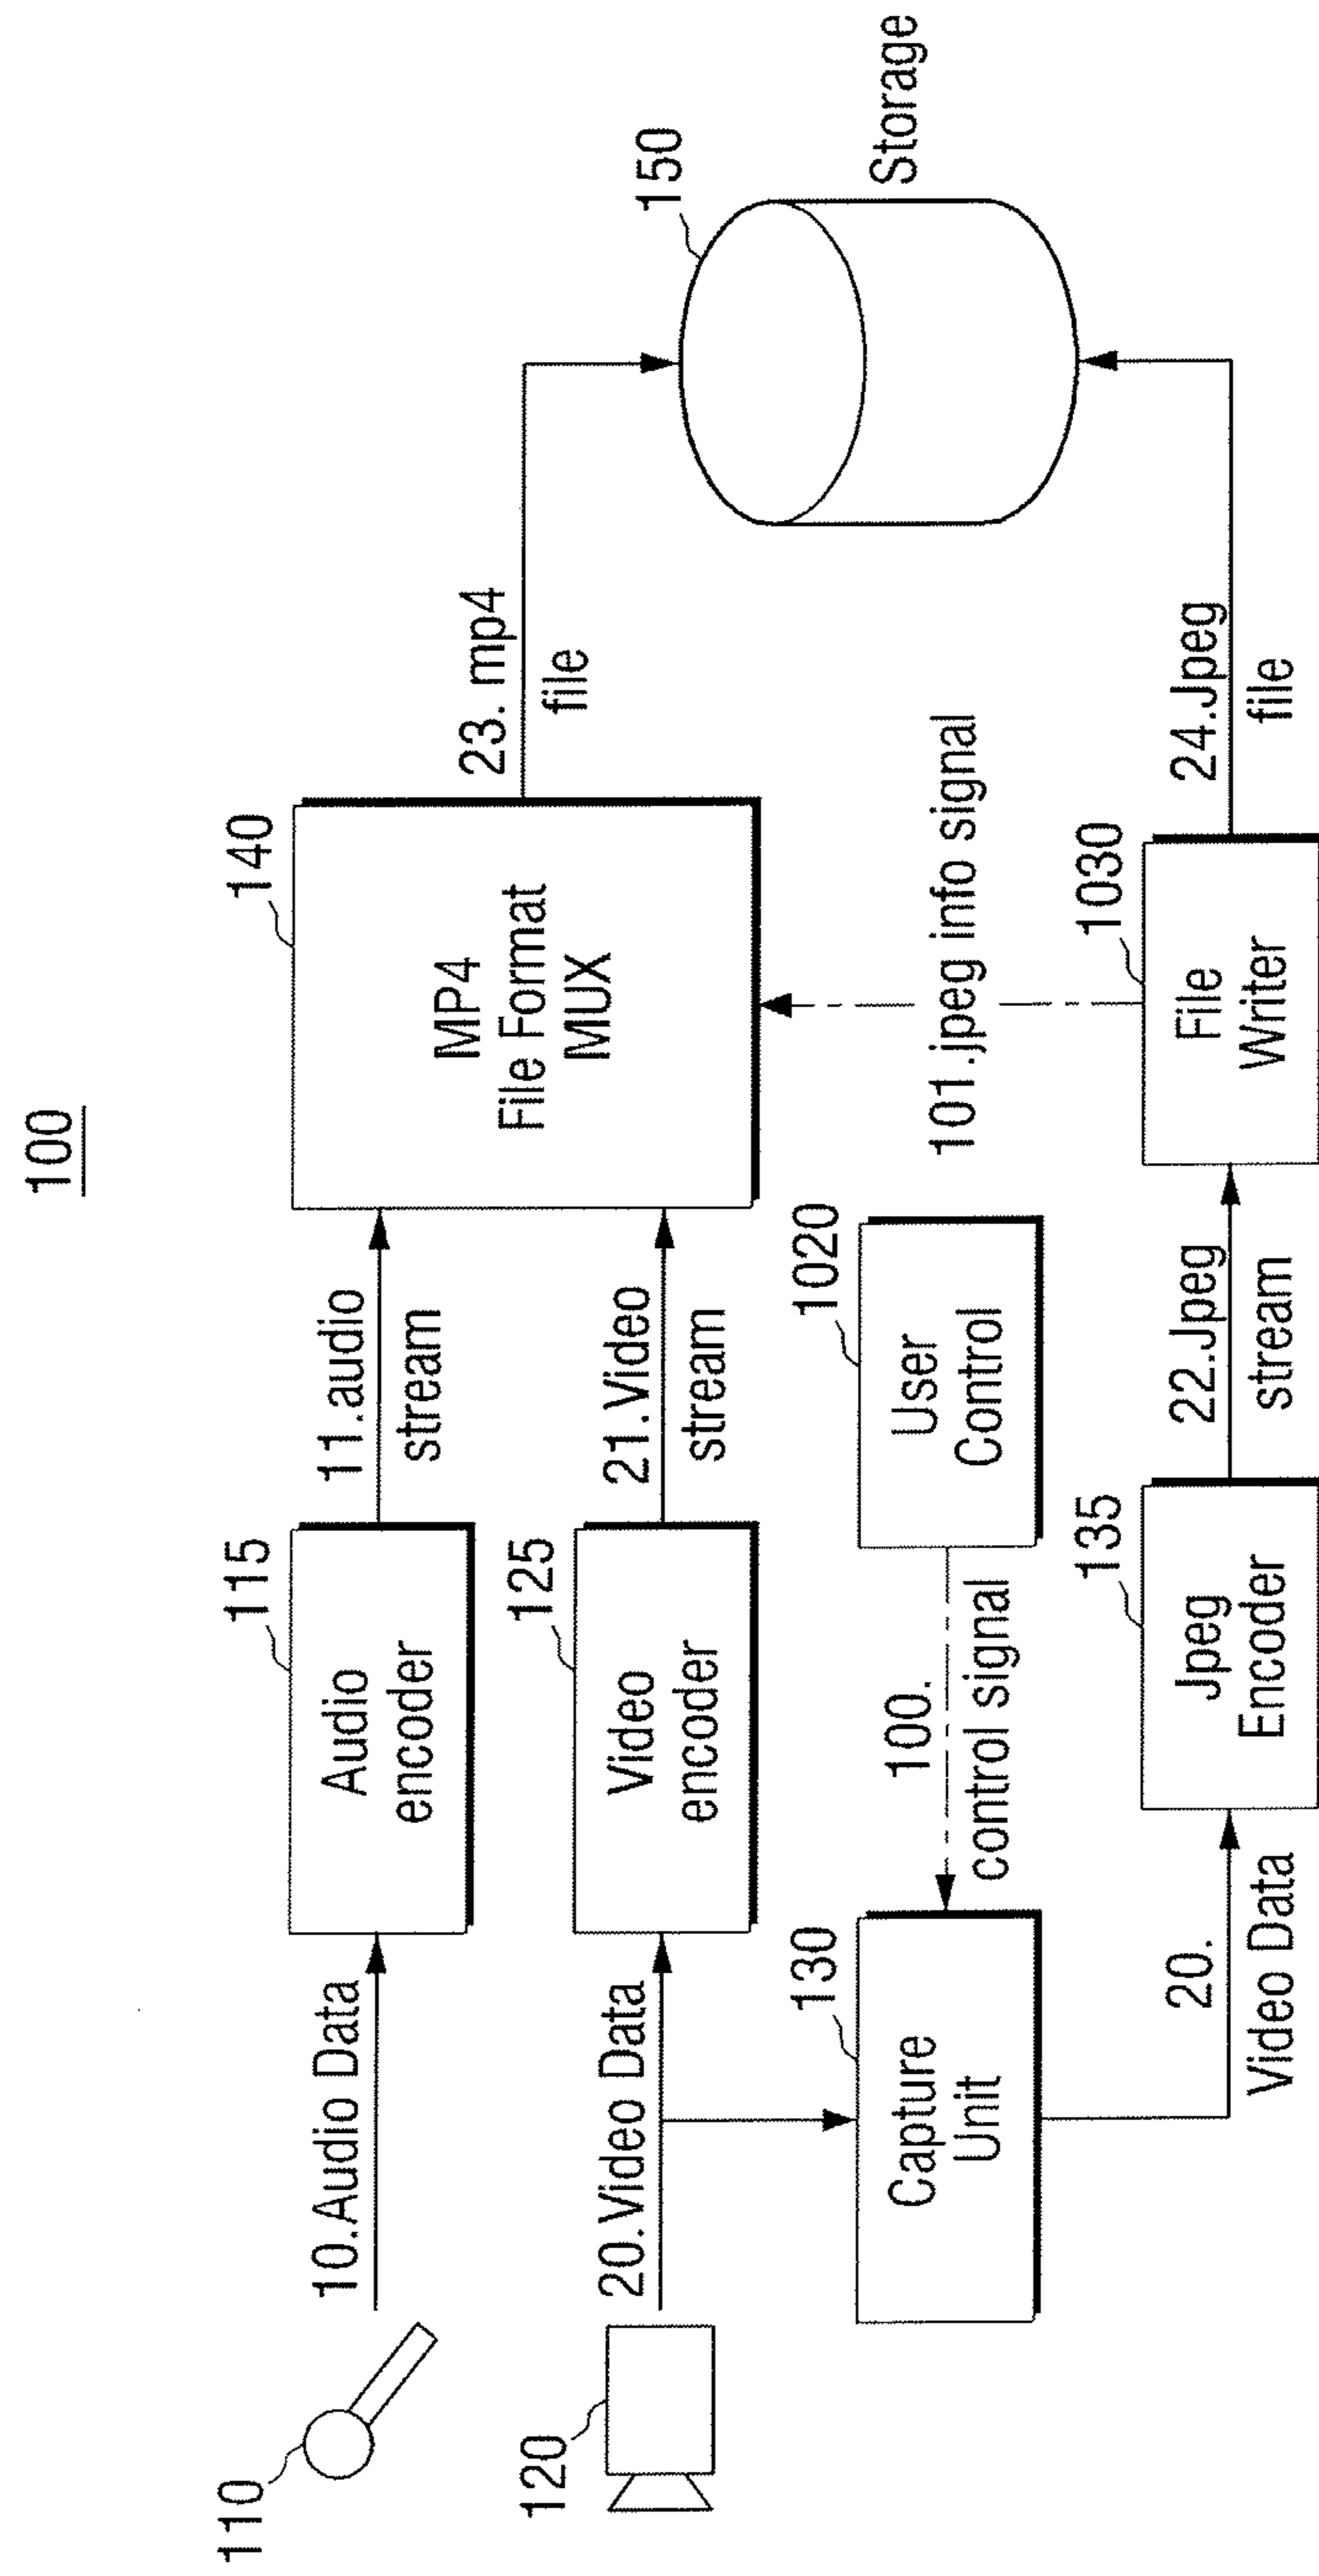 100
110
10.Audio Data
115
Audio
encoder
11.audio
stream
140
MP4
File Format
MUX
23. mp4
file
150
Storage
120
20.Video Data
125
Video
encoder
21.Video
stream
130
Capture
Unit
100.
control signal
1020
User
Control
101.jpeg info signal
20.
Video Data
135
Jpeg
Encoder
22.Jpeg
stream
1030
File
Writer
24.Jpeg
file